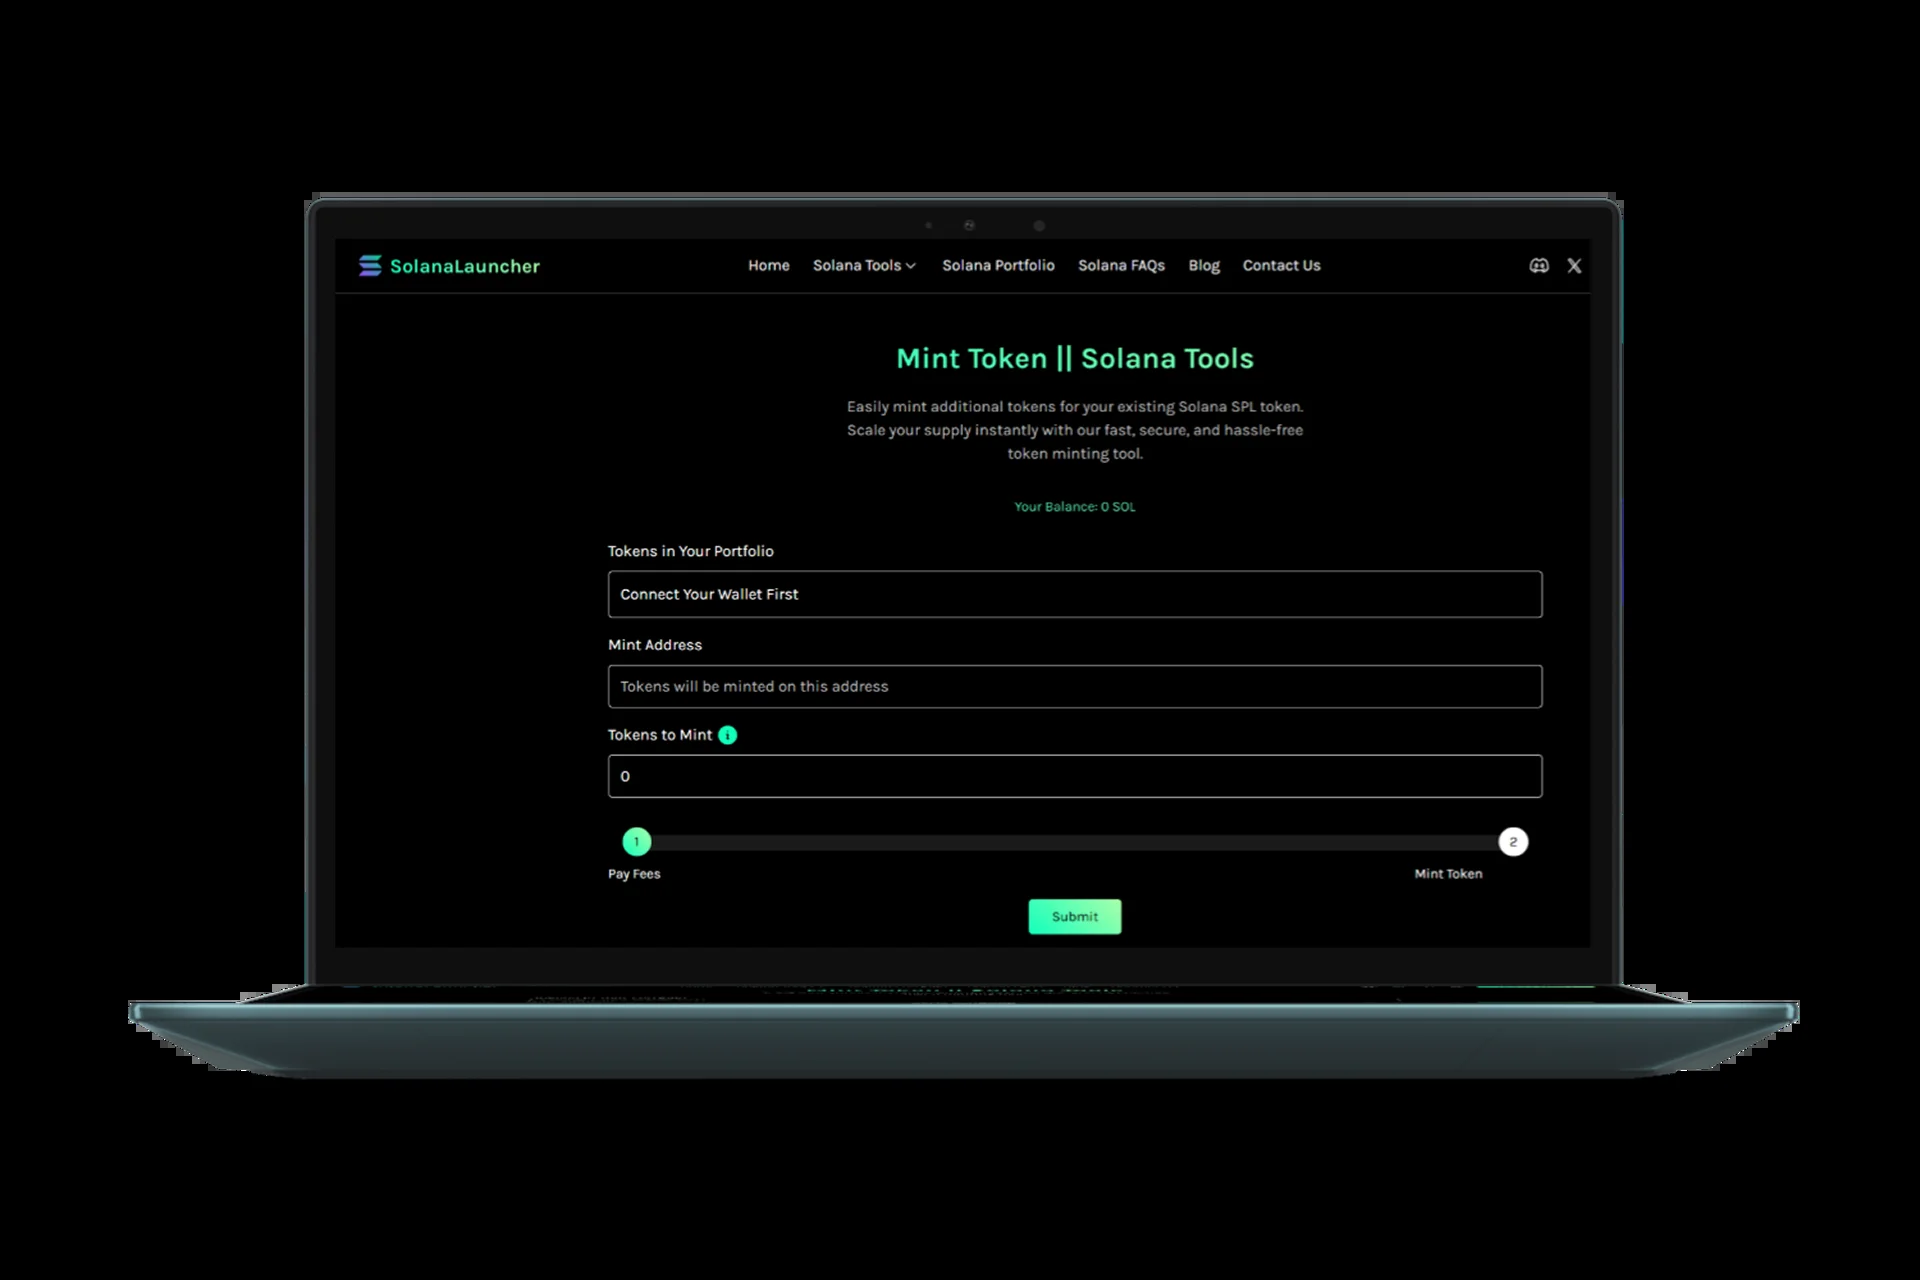 SolanaLauncher
Home Solana Tools Solana Portfolio Solana FAQs Blog Contact Us
Mint Token || Solana Tools
Easily mint additional tokens for your existing Solana SPL token.
Scale your supply instantly with our fast, secure, and hassle-free
token minting tool.
Your Balance: 0 SOL
Tokens in Your Portfolio
Connect Your Wallet First
Mint Address
Tokens will be minted on this address
Tokens to Mint i
0
1 2
Pay Fees Mint Token
Submit